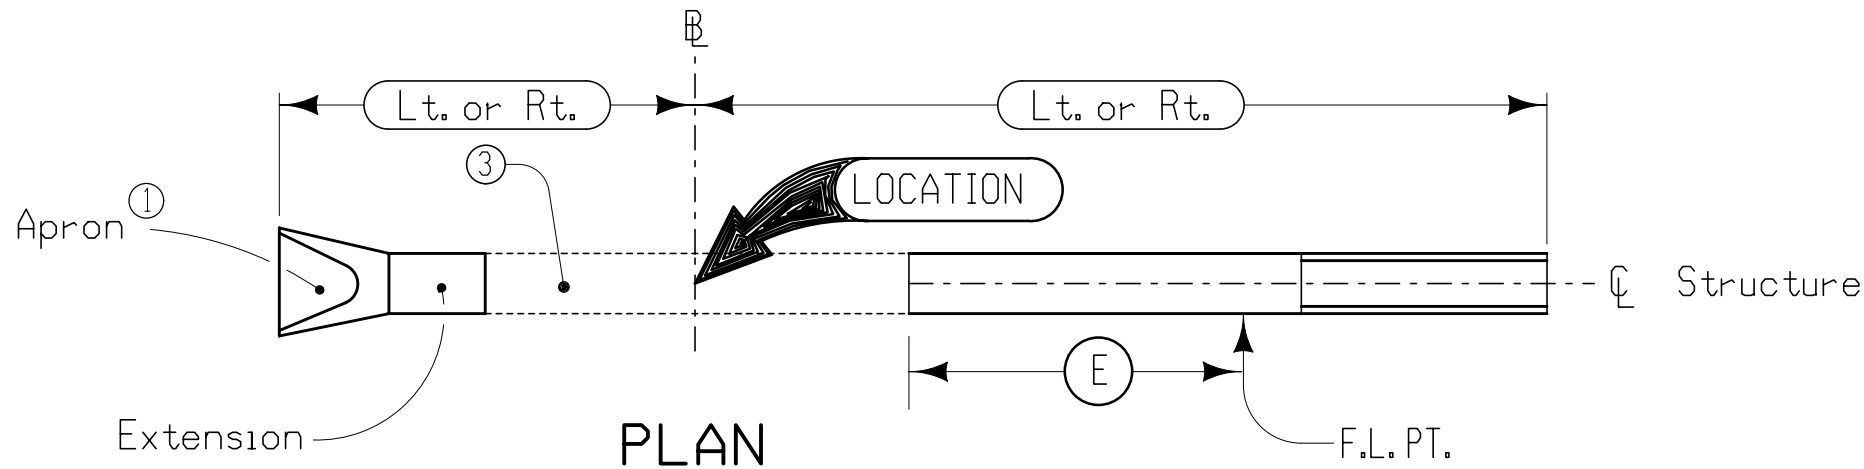 BL
Lt. or Rt.
Lt. or Rt.
3
LOCATION
Apron 1
CL Structure
E
Extension
PLAN
F.L. PT.